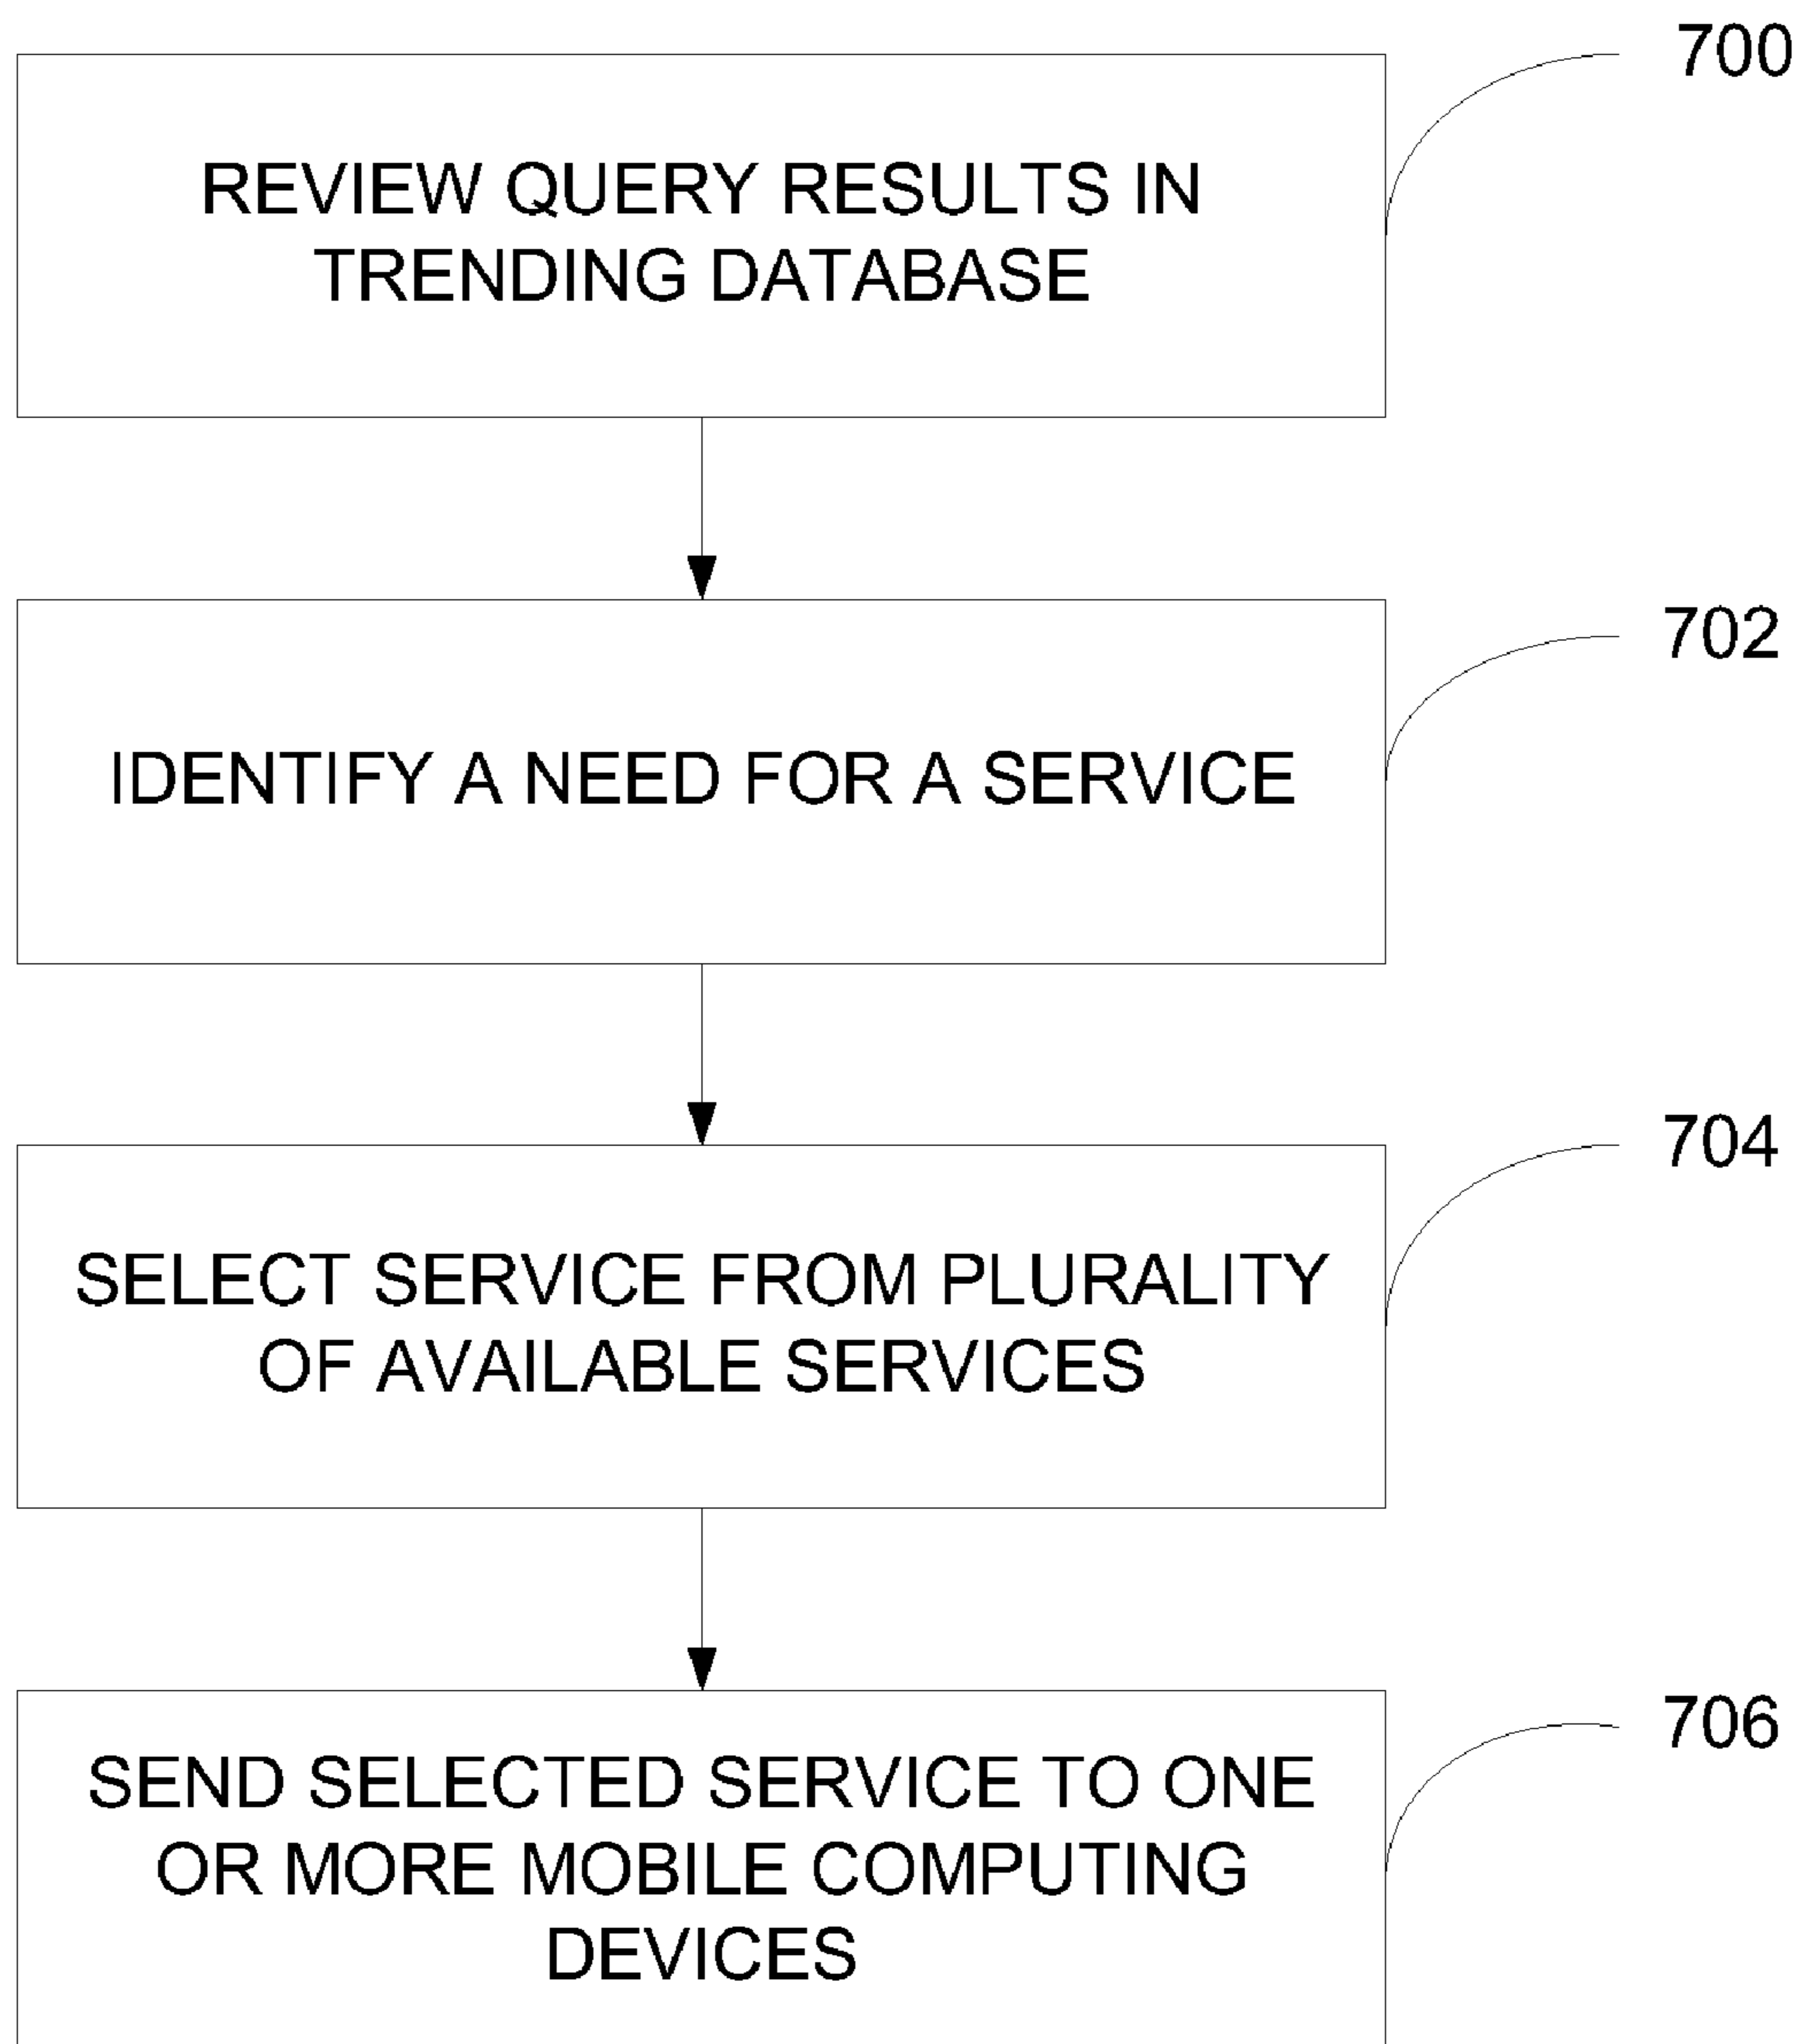 700
REVIEW QUERY RESULTS IN
TRENDING DATABASE
702
IDENTIFY A NEED FOR A SERVICE
704
SELECT SERVICE FROM PLURALITY
OF AVAILABLE SERVICES
706
SEND SELECTED SERVICE TO ONE
OR MORE MOBILE COMPUTING
DEVICES